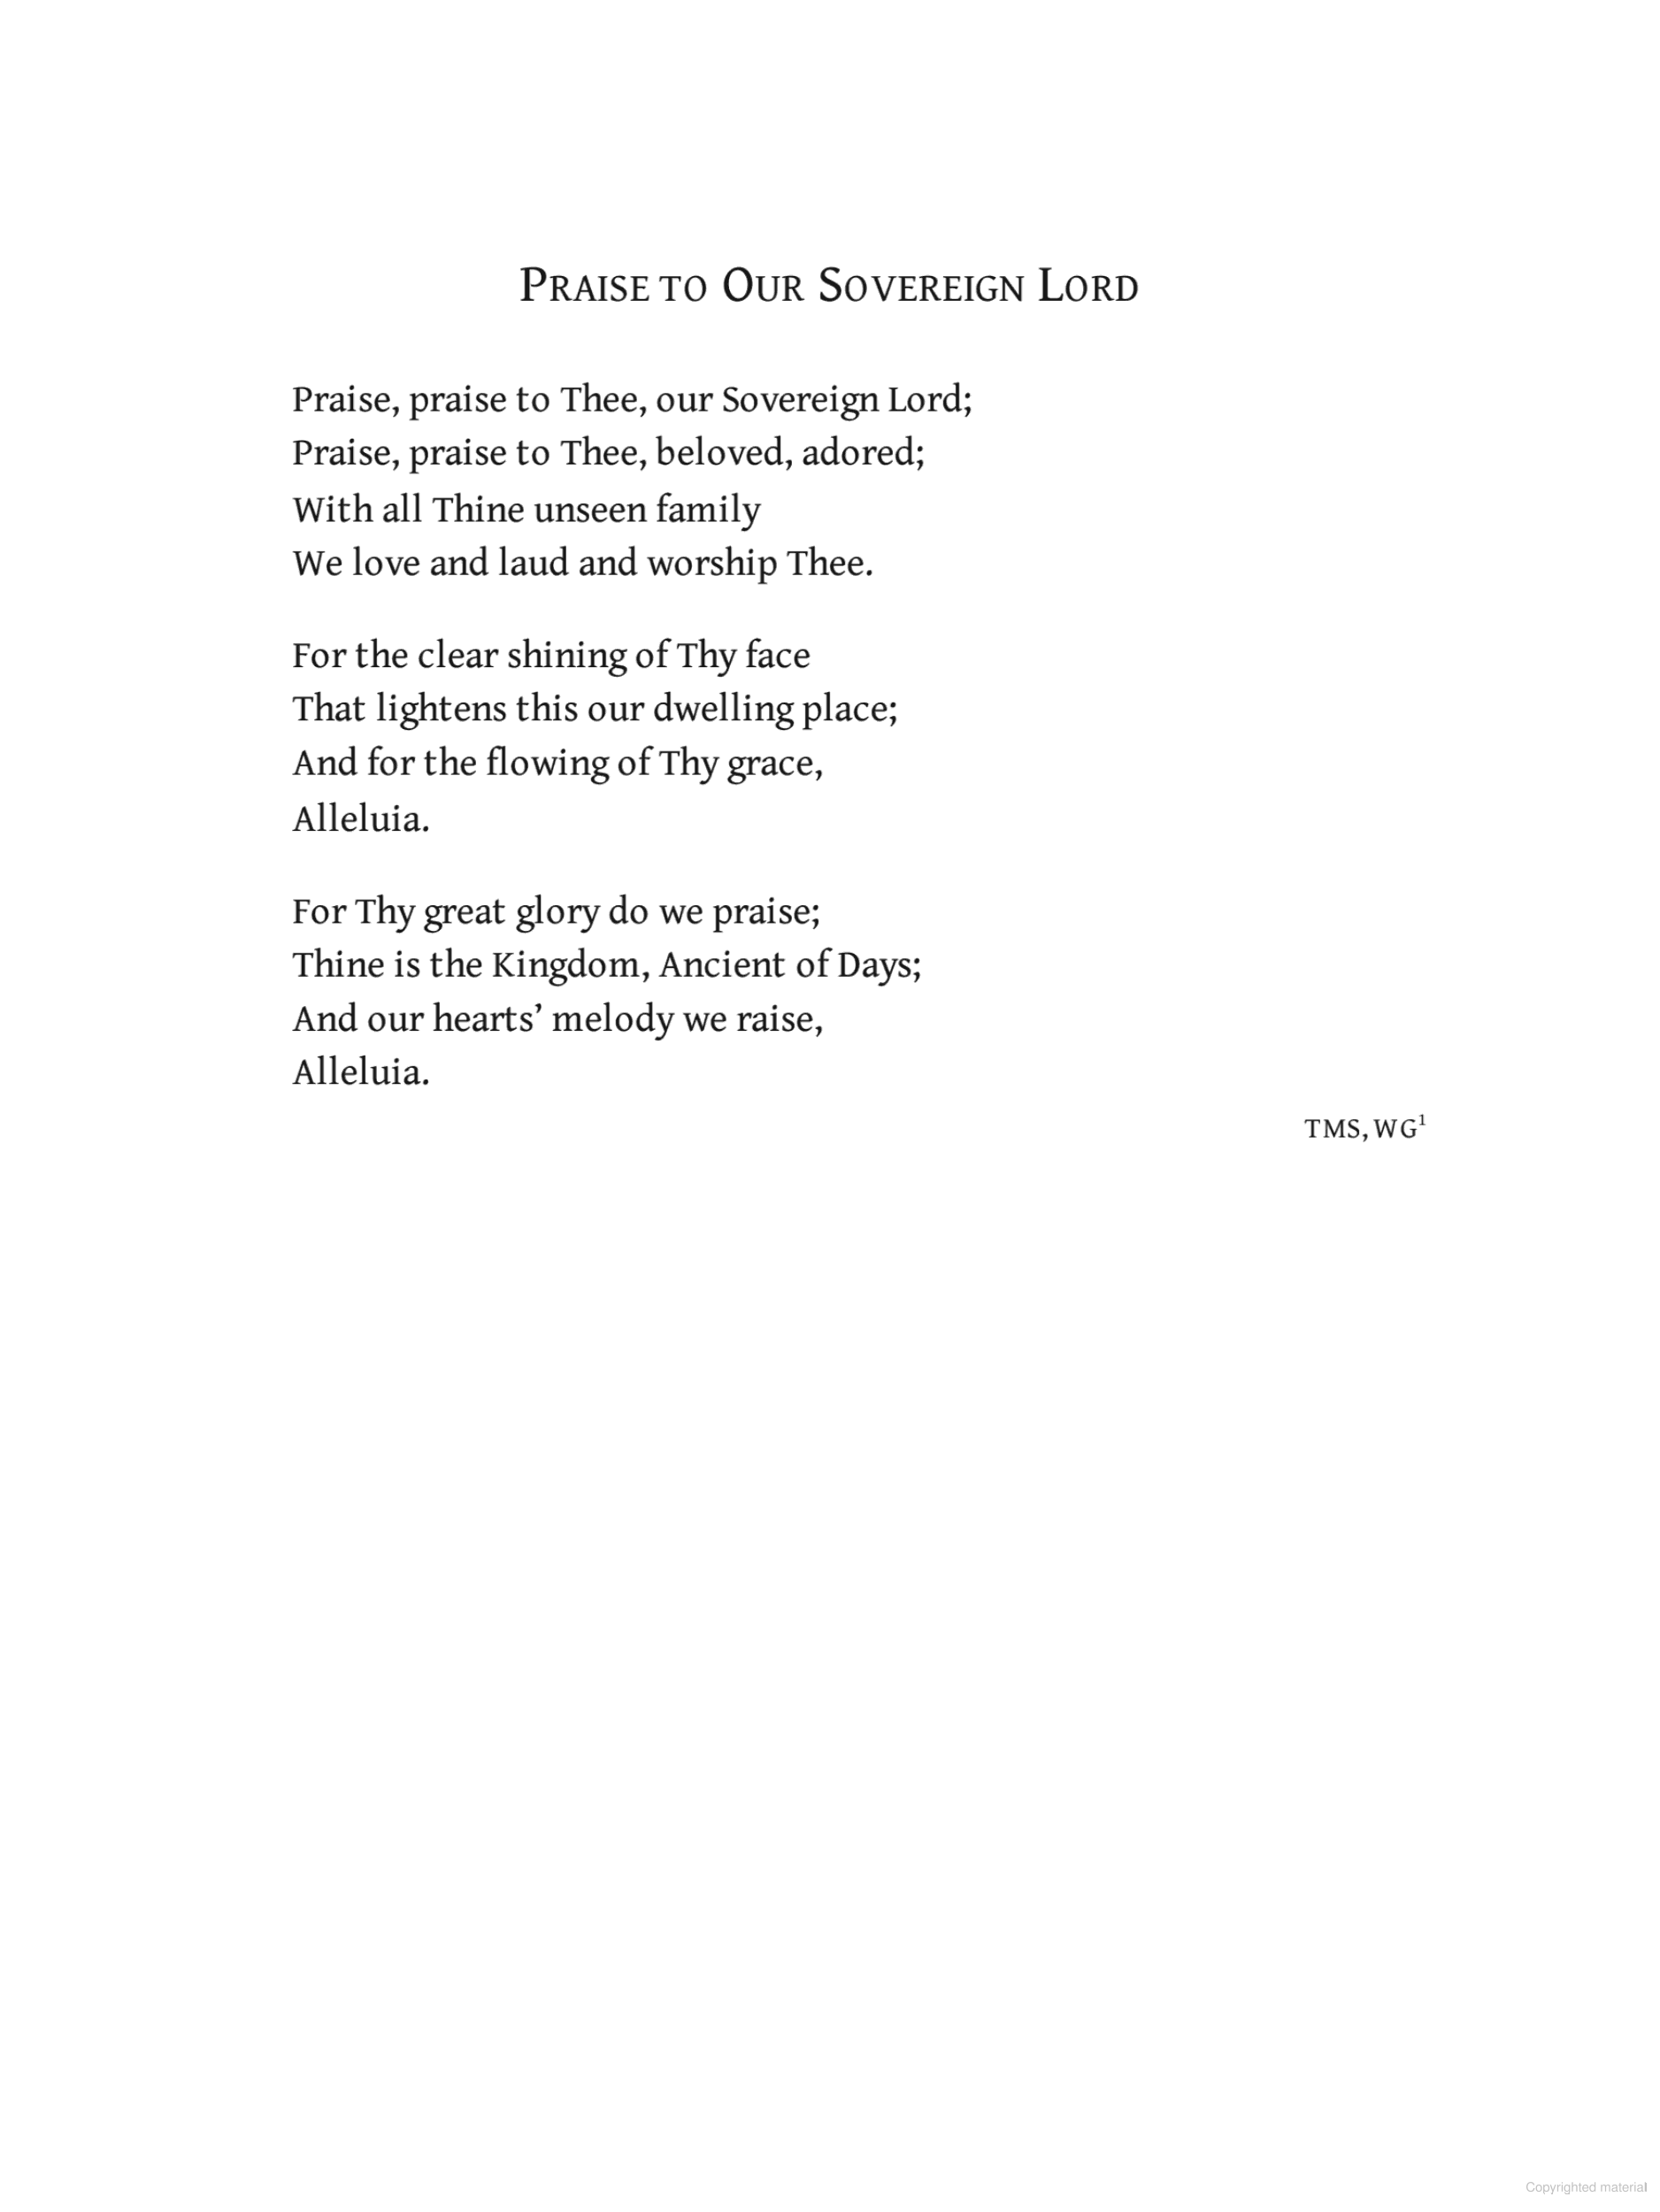 Praise to Our Sovereign Lord
Praise, praise to Thee, our Sovereign Lord;
Praise, praise to Thee, beloved, adored;
With all Thine unseen family
We love and laud and worship Thee.
For the clear shining of Thy face
That lightens this our dwelling place;
And for the flowing of Thy grace,
Alleluia.
For Thy great glory do we praise;
Thine is the Kingdom, Ancient of Days;
And our hearts’ melody we raise,
Alleluia.
TMS, WG¹
Copyrighted material